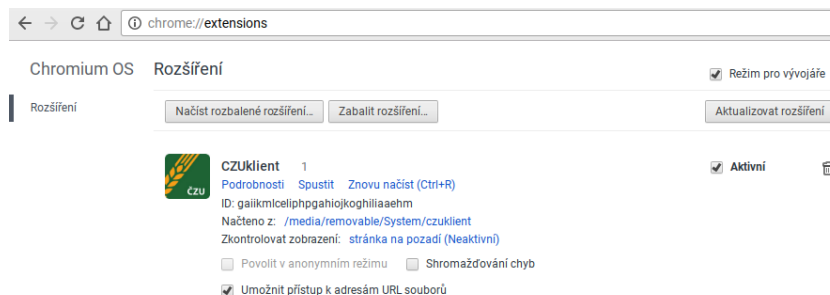 chrome://extensions
Chromium OS Rozšíření
Režim pro vývojáře
Rozšíření
Načíst rozbalené rozšíření... Zabalit rozšíření... Aktualizovat rozšíření
ČZU
CZUklient 1
Aktivní
Podrobnosti Spustit Znovu načíst (Ctrl+R)
ID: gaiikmlceliphpgahiojkoghiliaaehm
Načteno z: /media/removable/System/czuklient
Zkontrolovat zobrazení: stránka na pozadí (Neaktivní)
Povolit v anonymním režimu Shromažďování chyb
Umožnit přístup k adresám URL souborů